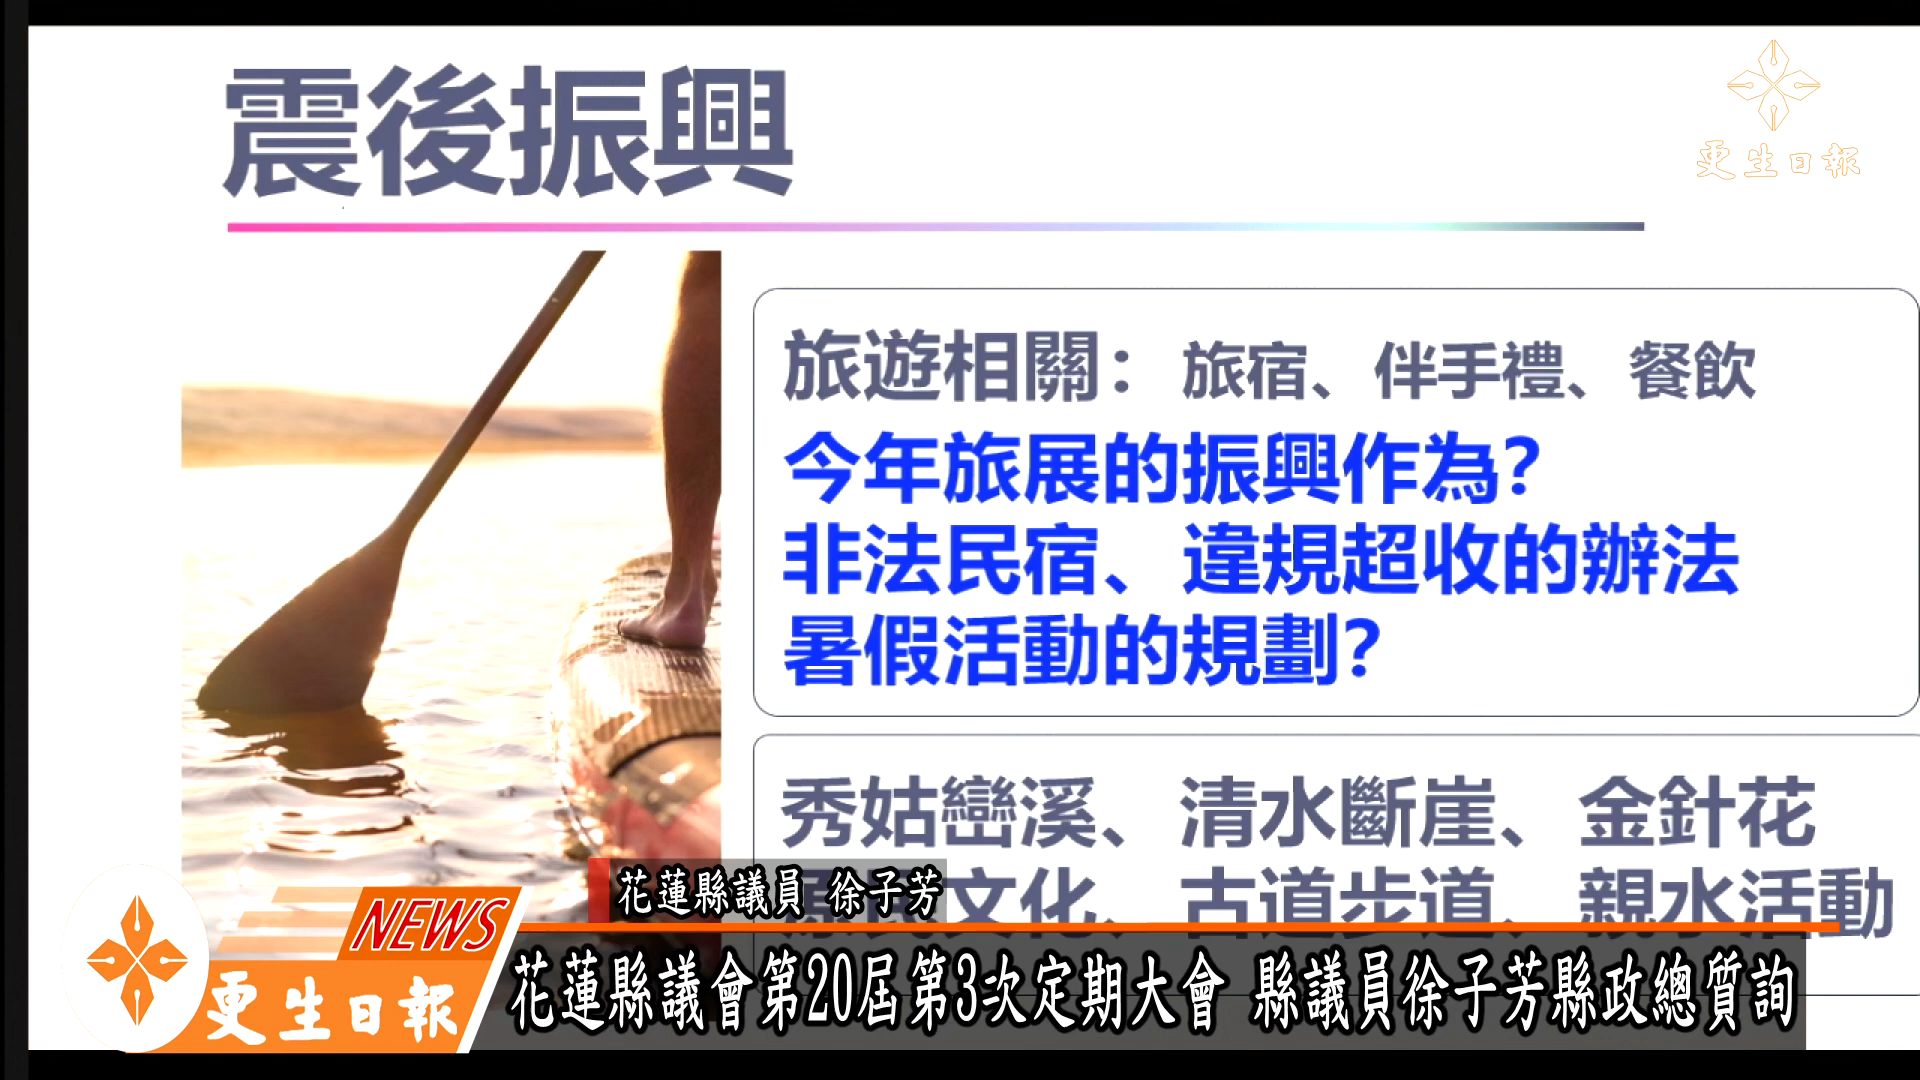 震後振興
更生日報
旅遊相關：旅宿、伴手禮、餐飲
今年旅展的振興作為？
非法民宿、違規超收的辦法
暑假活動的規劃？
秀姑巒溪、清水斷崖、金針花
原民文化、古道步道、親水活動
花蓮縣議員 徐子芳
NEWS
更生日報
花蓮縣議會第20屆第3次定期大會 縣議員徐子芳縣政總質詢